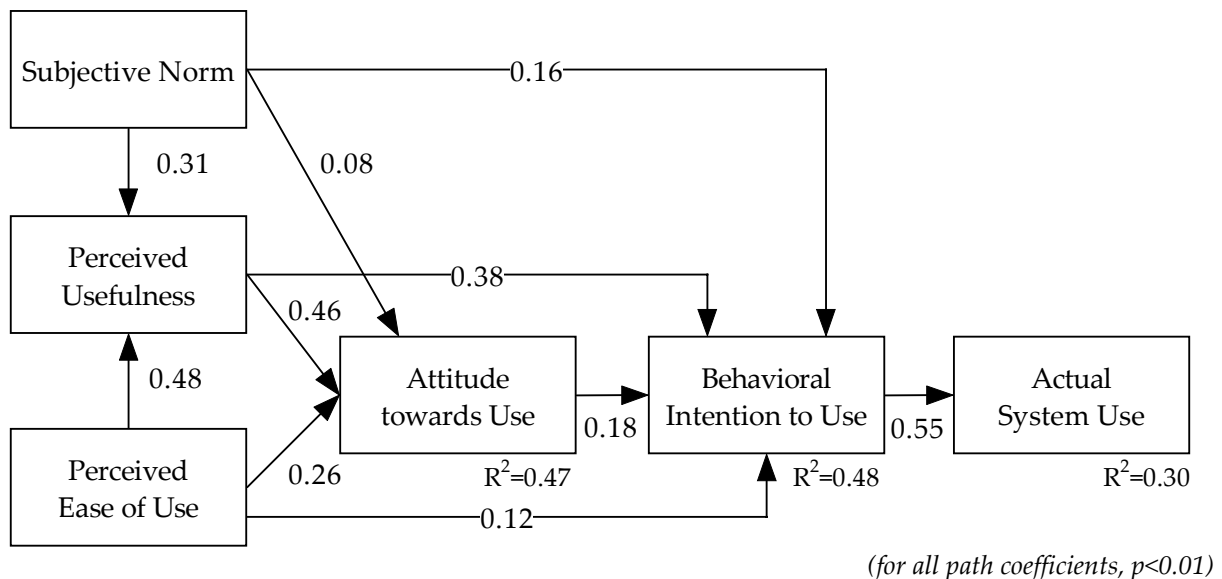 Subjective Norm
0.16
0.31
0.08
Perceived
Usefulness
0.38
0.46
0.48
Attitude
towards Use
Behavioral
Intention to Use
Actual
System Use
0.18
0.55
Perceived
Ease of Use
0.26
R²=0.47
R²=0.48
R²=0.30
0.12
(for all path coefficients, p<0.01)